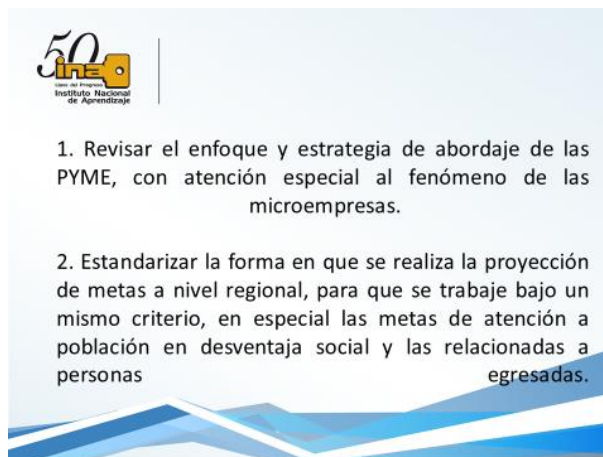 50
ina
Llave del Progreso
Instituto Nacional
de Aprendizaje
1. Revisar el enfoque y estrategia de abordaje de las
PYME, con atención especial al fenómeno de las
microempresas.
2. Estandarizar la forma en que se realiza la proyección
de metas a nivel regional, para que se trabaje bajo un
mismo criterio, en especial las metas de atención a
población en desventaja social y las relacionadas a
personas egresadas.